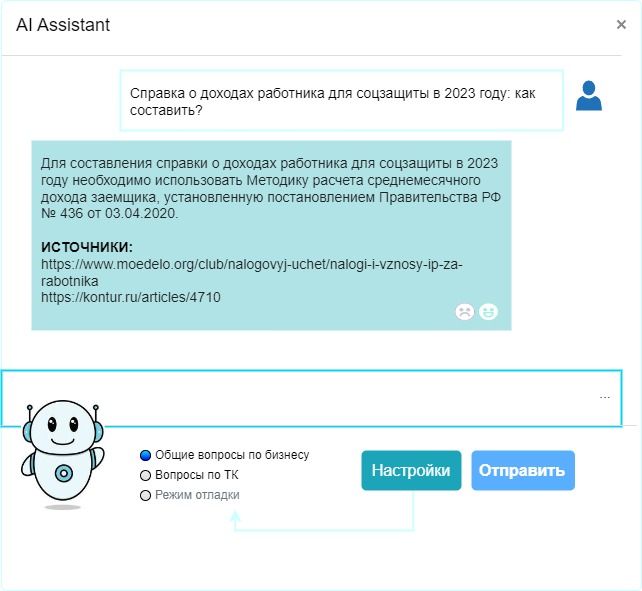 AI Assistant
×
Справка о доходах работника для соцзащиты в 2023 году: как
составить?
Для составления справки о доходах работника для соцзащиты в 2023
году необходимо использовать Методику расчета среднемесячного
дохода заемщика, установленную постановлением Правительства РФ
№ 436 от 03.04.2020.
ИСТОЧНИКИ:
https://www.moedelo.org/club/nalogovyj-uchet/nalogi-i-vznosy-ip-za-
rabotnika
https://kontur.ru/articles/4710
...
Общие вопросы по бизнесу
Вопросы по ТК
Режим отладки
Настройки
Отправить